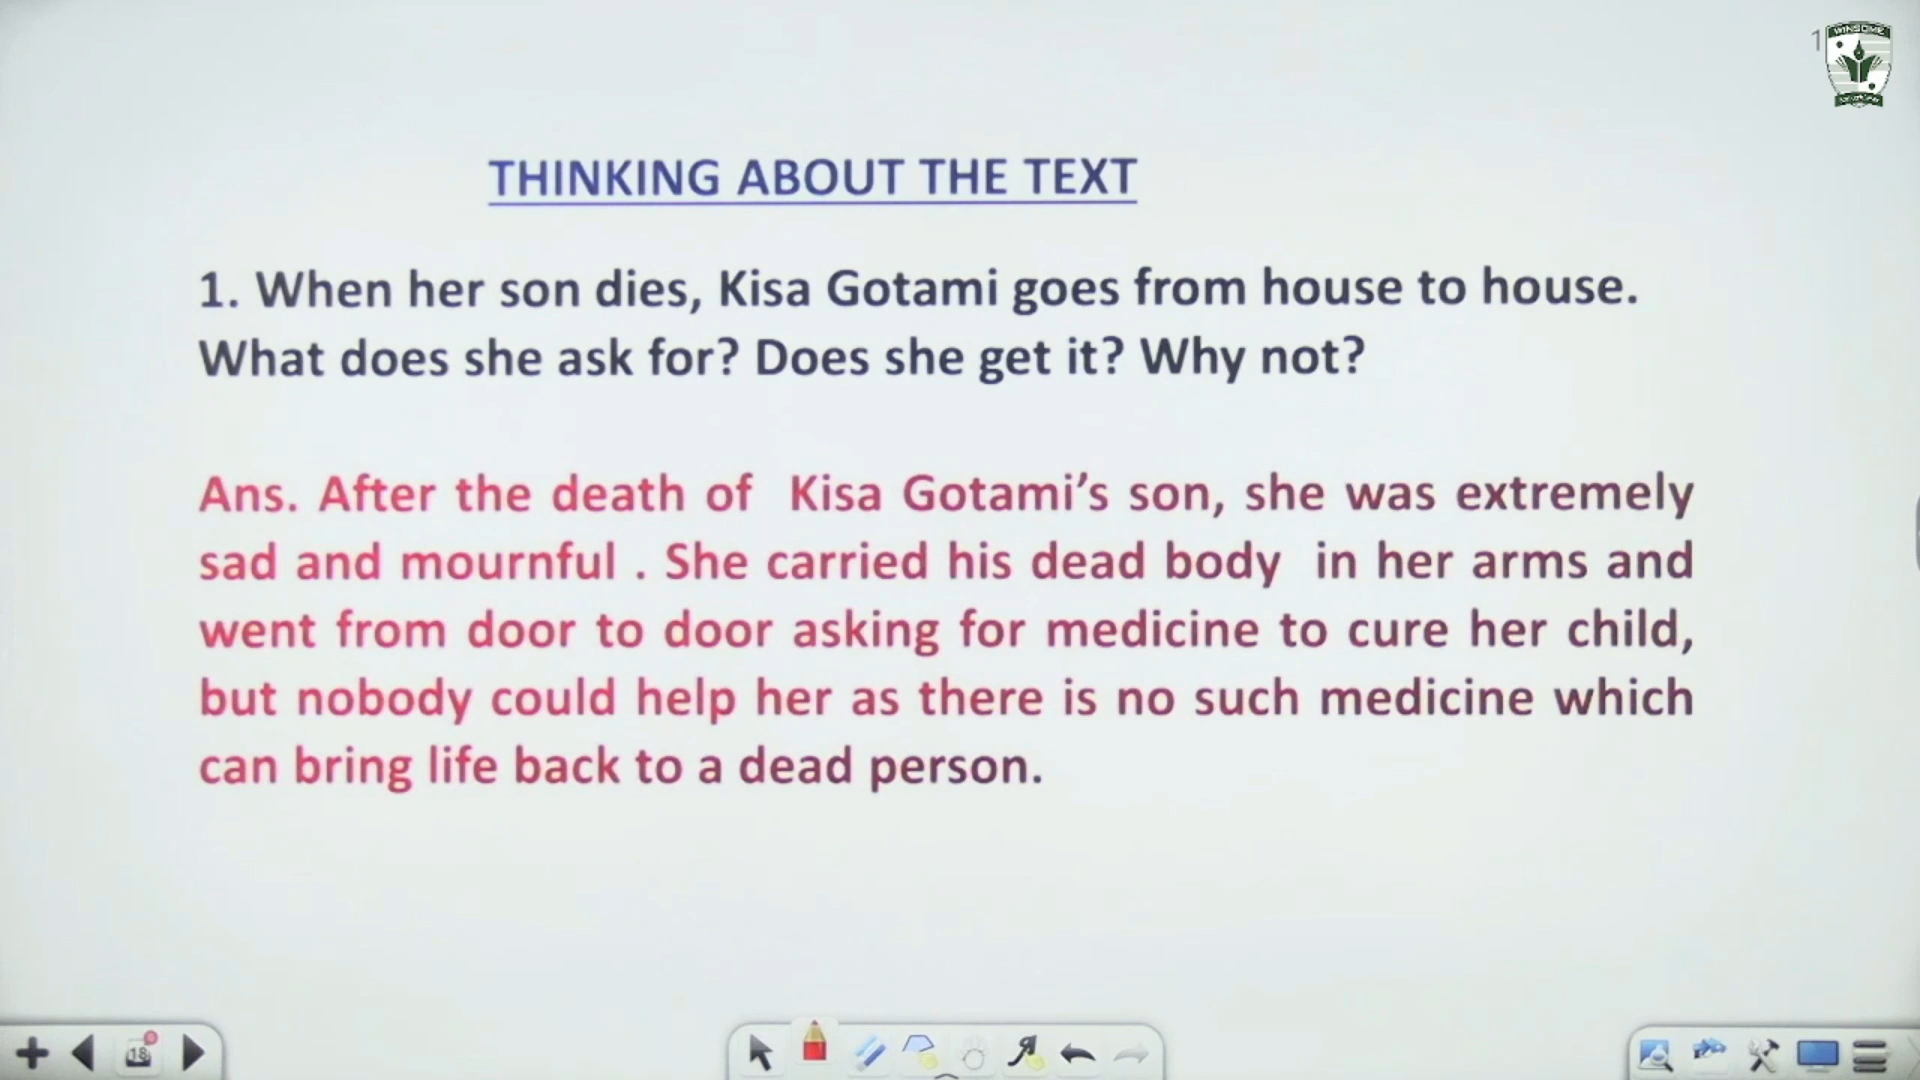 WINSOME
1
THINKING ABOUT THE TEXT
1. When her son dies, Kisa Gotami goes from house to house.
What does she ask for? Does she get it? Why not?
Ans. After the death of Kisa Gotami’s son, she was extremely
sad and mournful . She carried his dead body in her arms and
went from door to door asking for medicine to cure her child,
but nobody could help her as there is no such medicine which
can bring life back to a dead person.
18